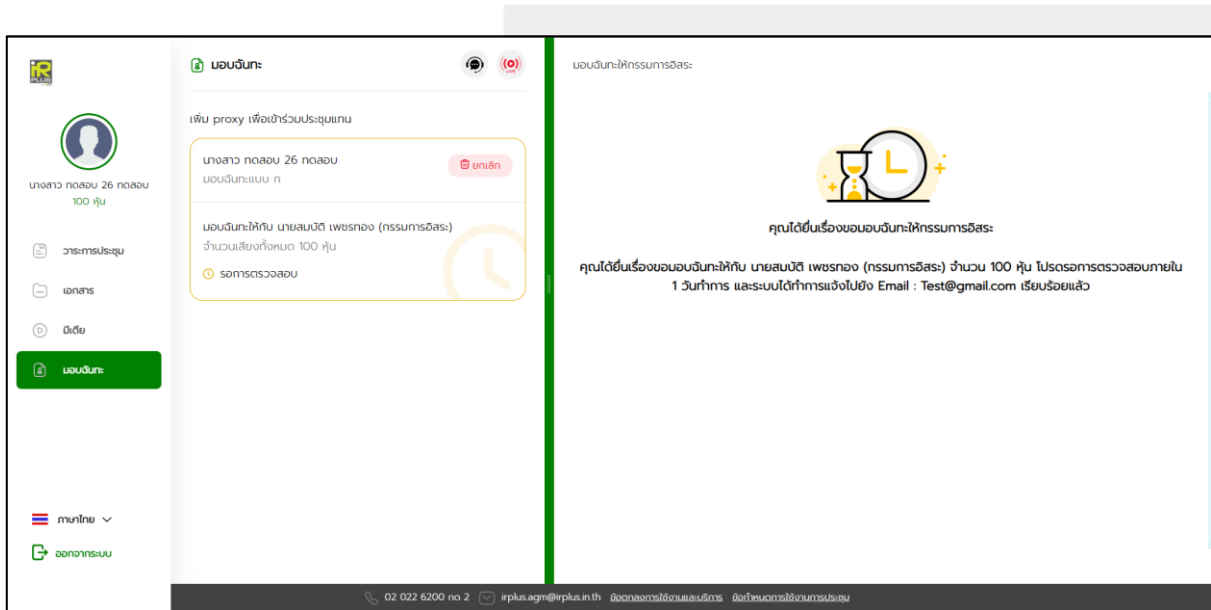 iR
PLUS
นางสาว ทดสอบ 26 ทดสอบ
100 หุ้น
วาระการประชุม
เอกสาร
มีเดีย
มอบฉันทะ
ภาษาไทย
ออกจากระบบ
มอบฉันทะ
LIVE
เพิ่ม proxy เพื่อเข้าร่วมประชุมแทน
นางสาว ทดสอบ 26 ทดสอบ
ยกเลิก
มอบฉันทะแบบ ก
มอบฉันทะให้กับ นายสมบัติ เพชรทอง (กรรมการอิสระ)
จำนวนเสียงทั้งหมด 100 หุ้น
รอการตรวจสอบ
มอบฉันทะให้กรรมการอิสระ
คุณได้ยื่นเรื่องขอมอบฉันทะให้กรรมการอิสระ
คุณได้ยื่นเรื่องขอมอบฉันทะให้กับ นายสมบัติ เพชรทอง (กรรมการอิสระ) จำนวน 100 หุ้น โปรดรอการตรวจสอบภายใน
1 วันทำการ และระบบได้ทำการแจ้งไปยัง Email : Test@gmail.com เรียบร้อยแล้ว
02 022 6200 กด 2 irplus.agm@irplus.in.th ข้อตกลงการใช้งานและบริการ ข้อกำหนดการใช้งานการประชุม